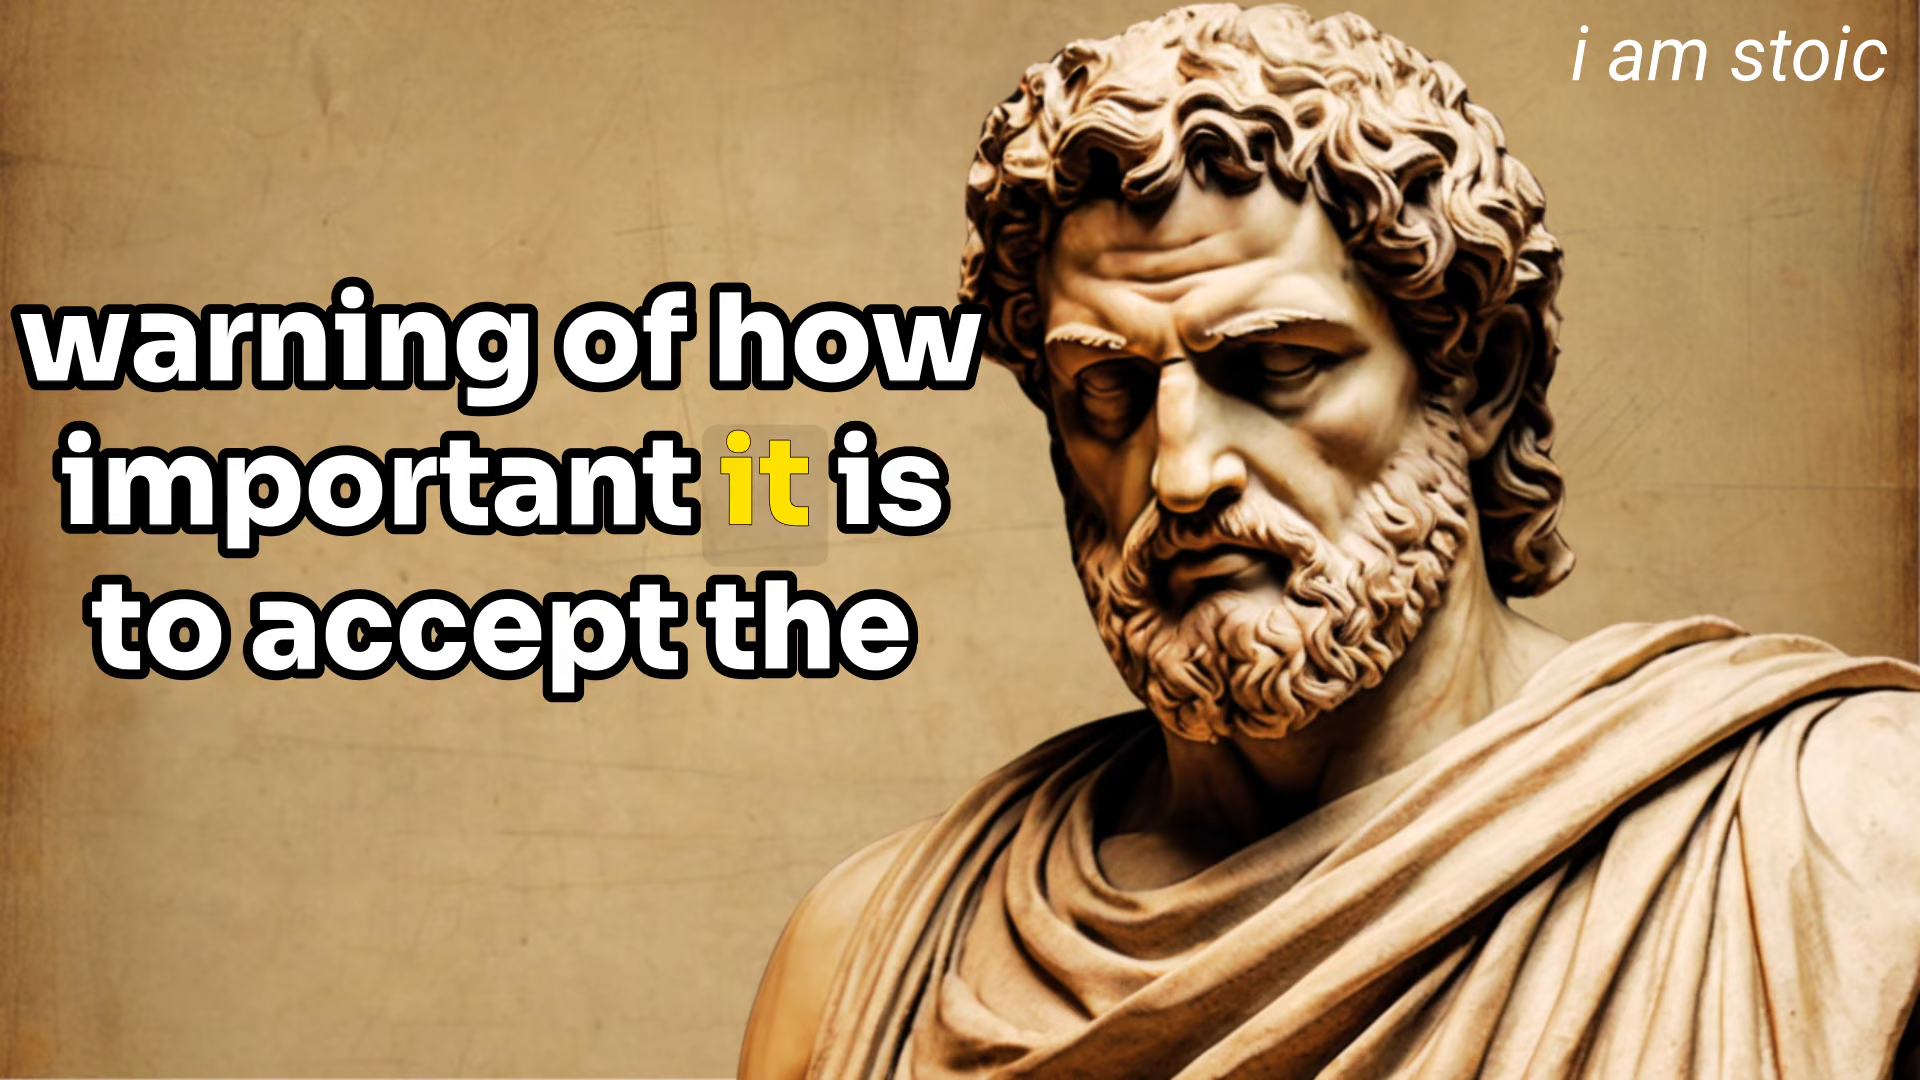 i am stoic
warning of how
important it is
to accept the